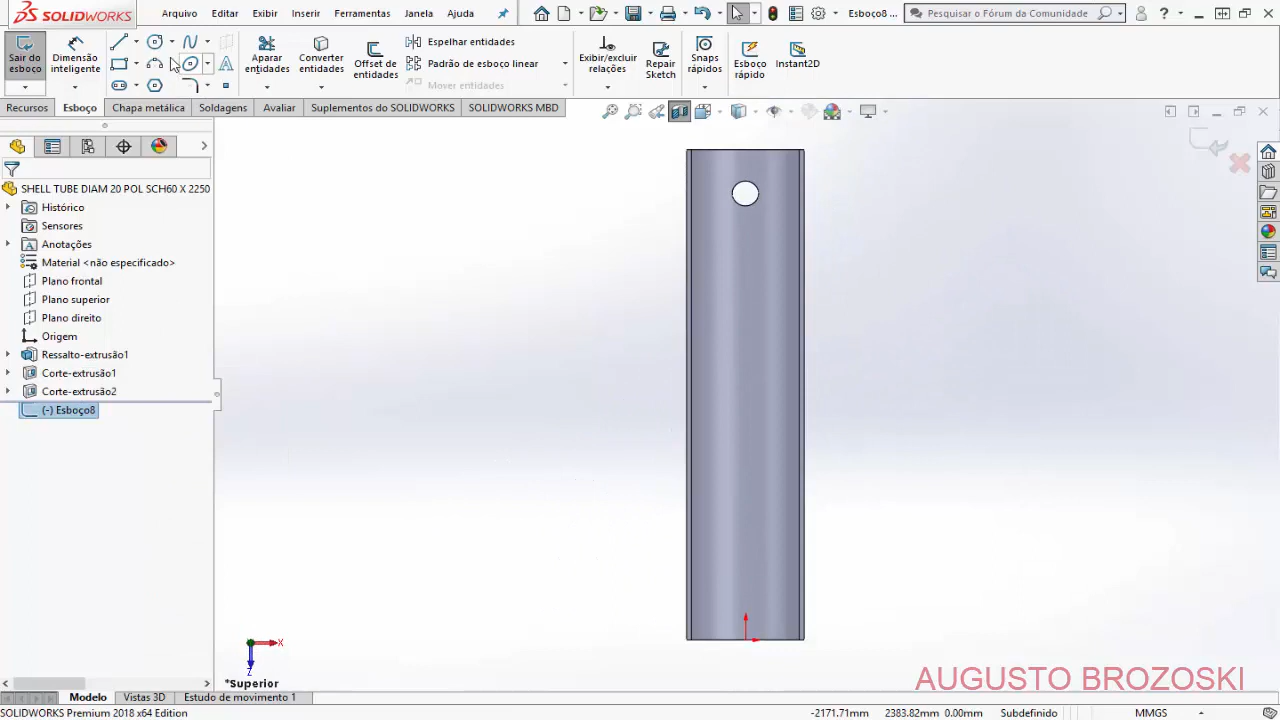 SOLIDWORKS
Arquivo Editar Exibir Inserir Ferramentas Janela Ajuda
Esboço8 ...
Pesquisar o Fórum da Comunidade
Sair do esboço
Dimensão inteligente
Aparar entidades
Converter entidades
Offset de entidades
Espelhar entidades
Padrão de esboço linear
Mover entidades
Exibir/excluir relações
Repair Sketch
Snaps rápidos
Esboço rápido
Instant2D
Recursos Esboço Chapa metálica Soldagens Avaliar Suplementos do SOLIDWORKS SOLIDWORKS MBD
SHELL TUBE DIAM 20 POL SCH60 X 2250
Histórico
Sensores
Anotações
Material <não especificado>
Plano frontal
Plano superior
Plano direito
Origem
Ressalto-extrusão1
Corte-extrusão1
Corte-extrusão2
(-) Esboço8
X
Z
*Superior
AUGUSTO BROZOSKI
Modelo Vistas 3D Estudo de movimento 1
SOLIDWORKS Premium 2018 x64 Edition
-2171.71mm 2383.82mm 0.00mm Subdefinido MMGS